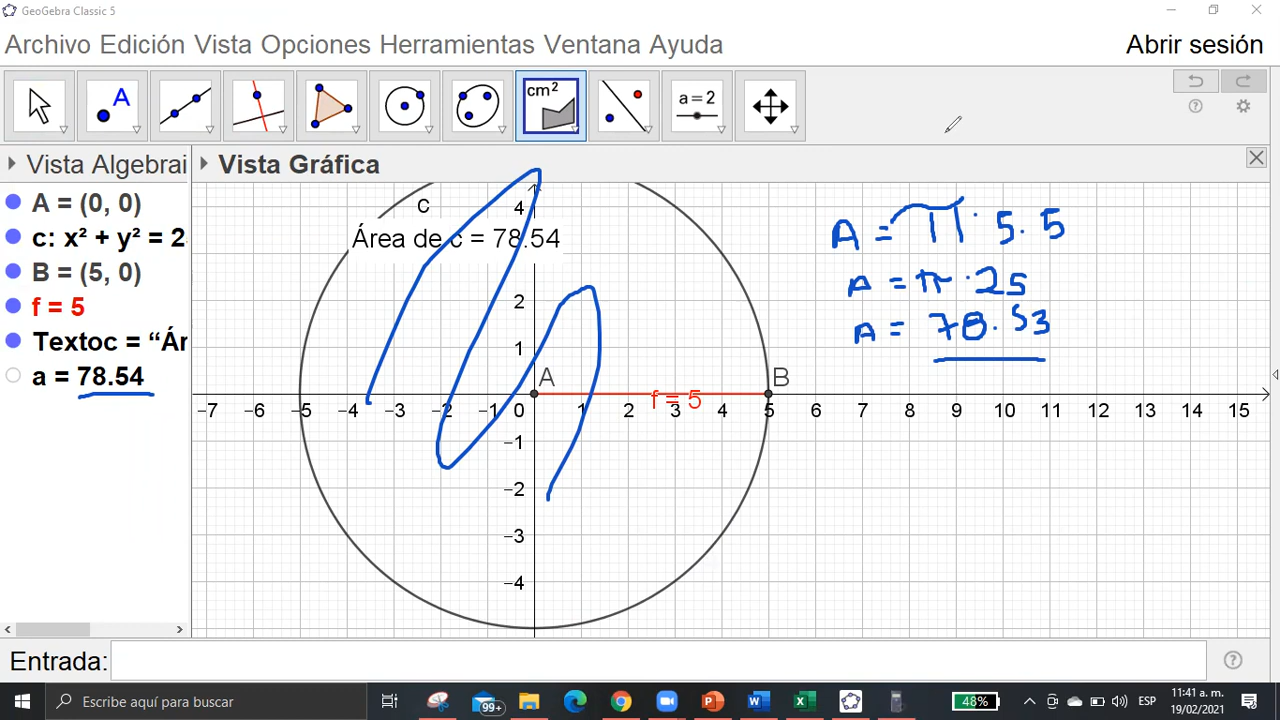 GeoGebra Classic 5
Archivo Edición Vista Opciones Herramientas Ventana Ayuda
Abrir sesión
A
cm²
a = 2
Vista Algebrai
Vista Gráfica
A = (0, 0)
c: x² + y² = 2
B = (5, 0)
f = 5
Textoc = “Ár
a = 78.54
c
Área de c = 78.54
A = π · 5 · 5
A = π · 25
A = 78.53
4
2
1
A
B
f = 5
−7 −6 −5 −4 −3 −2 −1 0 1 2 3 4 5 6 7 8 9 10 11 12 13 14 15
−1
−2
−3
−4
Entrada:
Escribe aquí para buscar
99+
48%
ESP
11:41 a. m.
19/02/2021